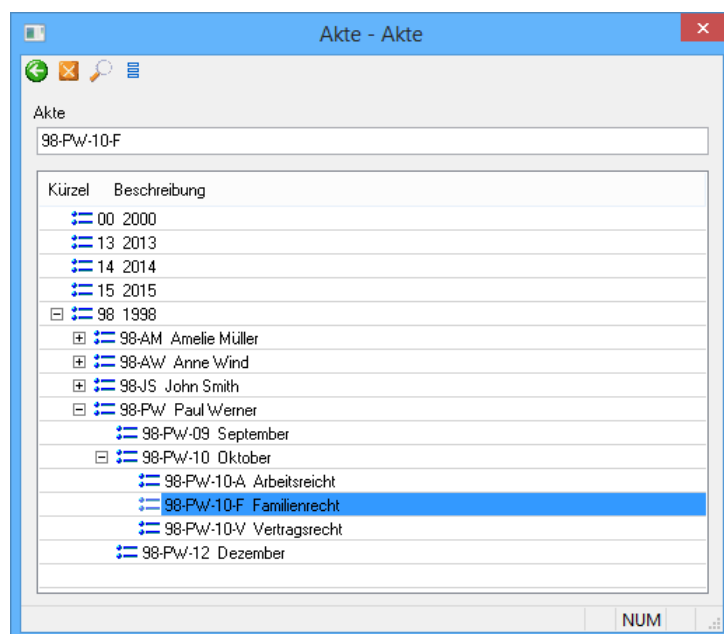 Akte - Akte
Akte
98-PW-10-F
Kürzel Beschreibung
00 2000
13 2013
14 2014
15 2015
98 1998
98-AM Amelie Müller
98-AW Anne Wind
98-JS John Smith
98-PW Paul Werner
98-PW-09 September
98-PW-10 Oktober
98-PW-10-A Arbeitsreicht
98-PW-10-F Familienrecht
98-PW-10-V Vertragsrecht
98-PW-12 Dezember
NUM